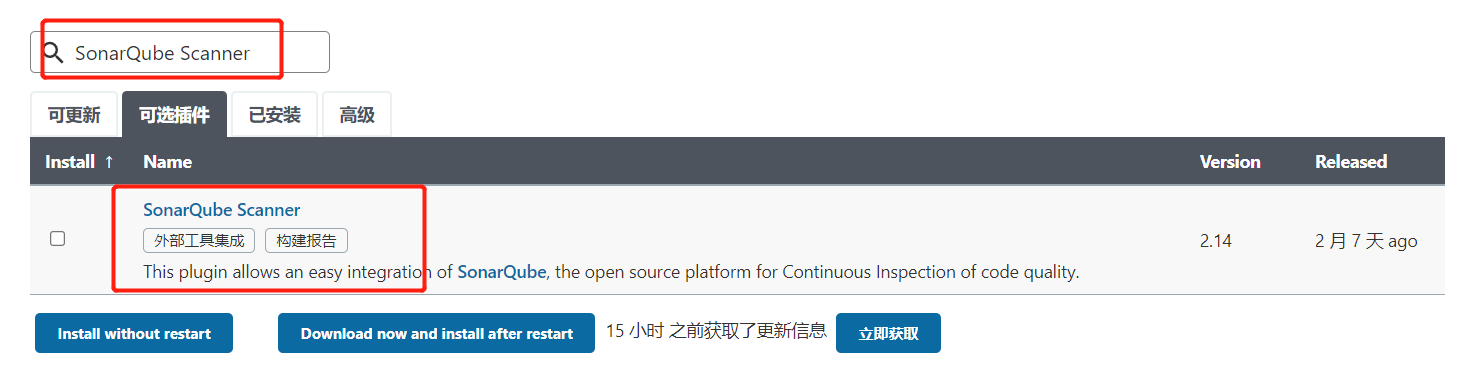 SonarQube Scanner
可更新 可选插件 已安装 高级
Install ↑ Name Version Released
SonarQube Scanner
外部工具集成 构建报告
2.14 2 月 7 天 ago
This plugin allows an easy integration of SonarQube, the open source platform for Continuous Inspection of code quality.
Install without restart Download now and install after restart 15 小时 之前获取了更新信息 立即获取